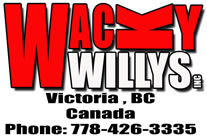 WACKY
WILLYS INC
Victoria , BC
Canada
Phone: 778-426-3335